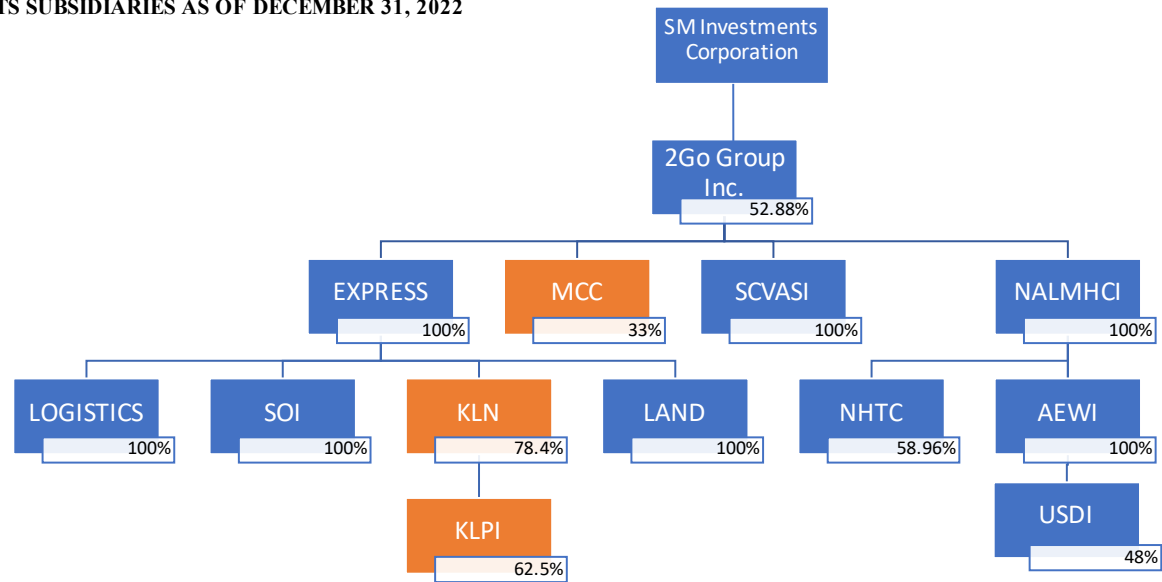 TS SUBSIDIARIES AS OF DECEMBER 31, 2022
SM Investments
Corporation
2Go Group
Inc.
52.88%
EXPRESS
100%
MCC
33%
SCVASI
100%
NALMHCI
100%
LOGISTICS
100%
SOI
100%
KLN
78.4%
LAND
100%
NHTC
58.96%
AEWI
100%
KLPI
62.5%
USDI
48%